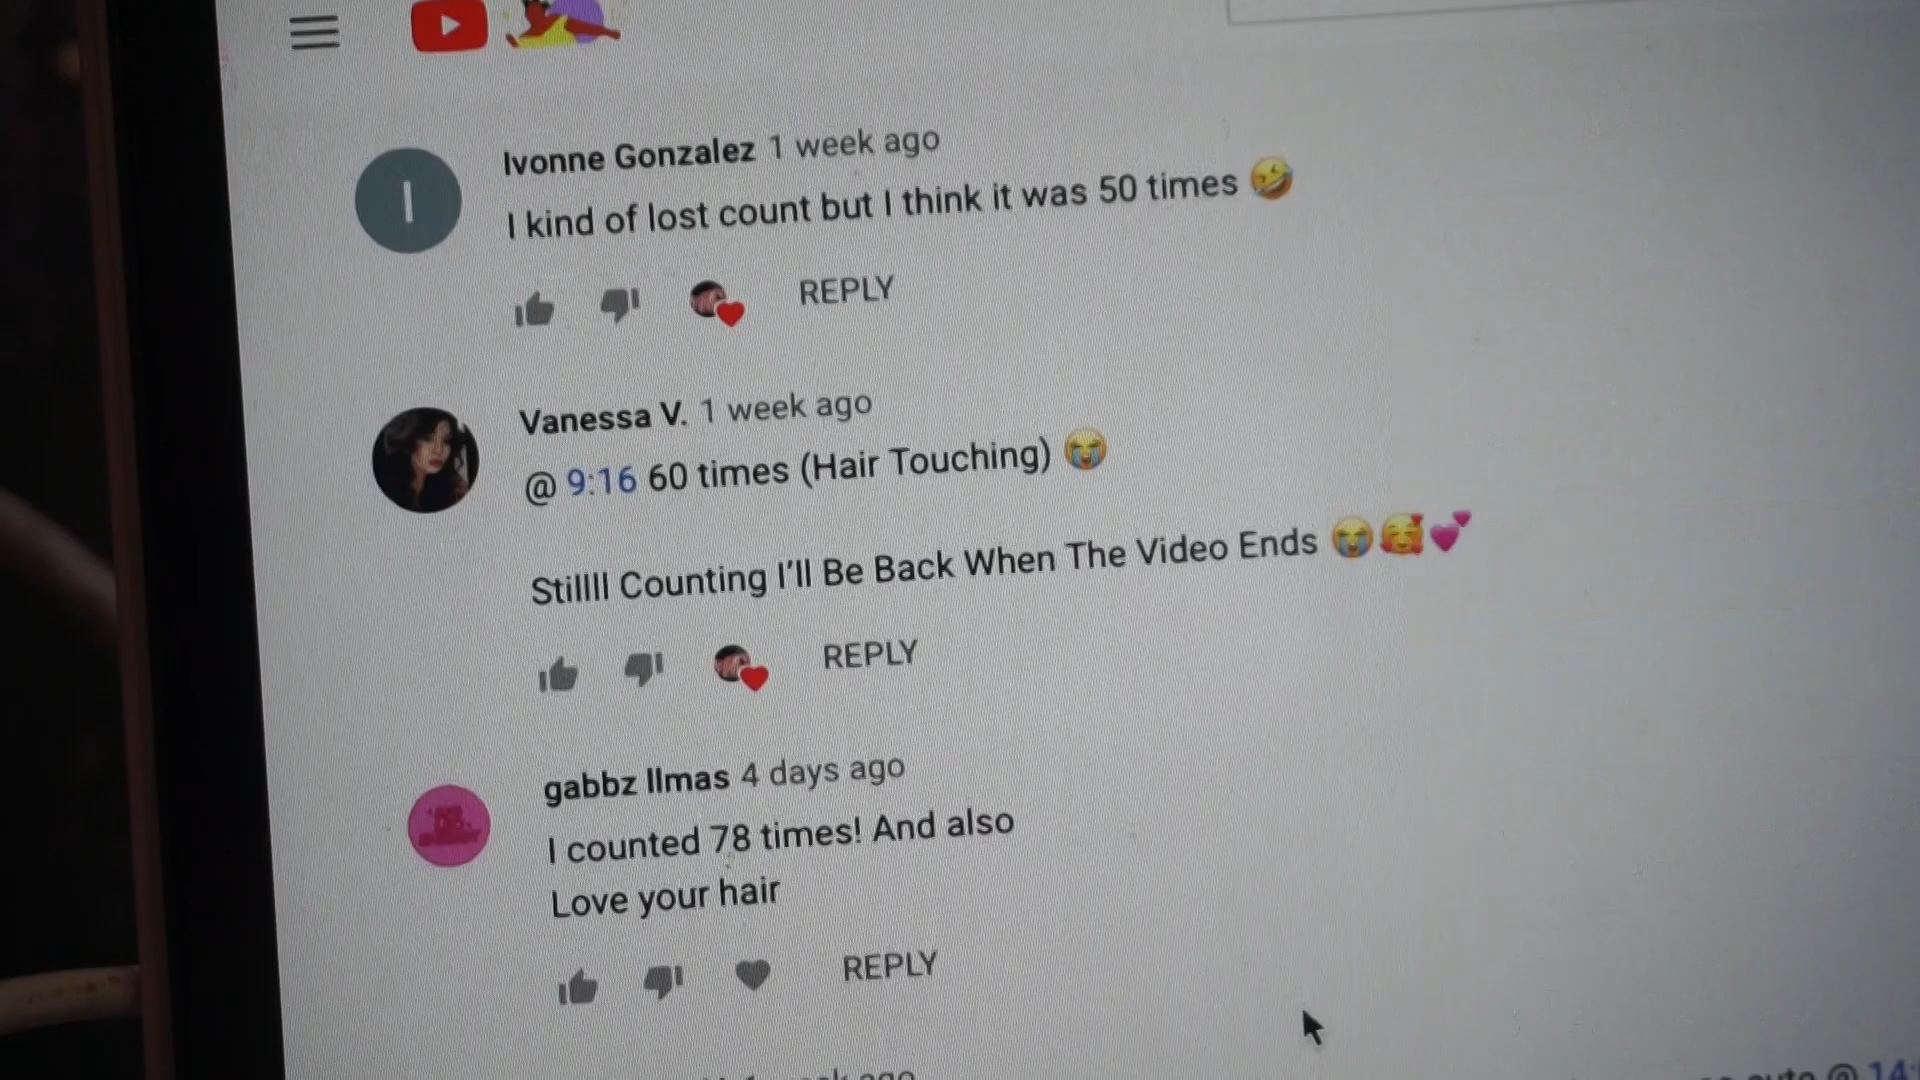 I
Ivonne Gonzalez 1 week ago
I kind of lost count but I think it was 50 times 🤣
REPLY
Vanessa V. 1 week ago
@ 9:16 60 times (Hair Touching) 😭
Stillll Counting I'll Be Back When The Video Ends 😭🥰💕
REPLY
gabbz llmas 4 days ago
I counted 78 times! And also
Love your hair
REPLY
ago
@ 14: